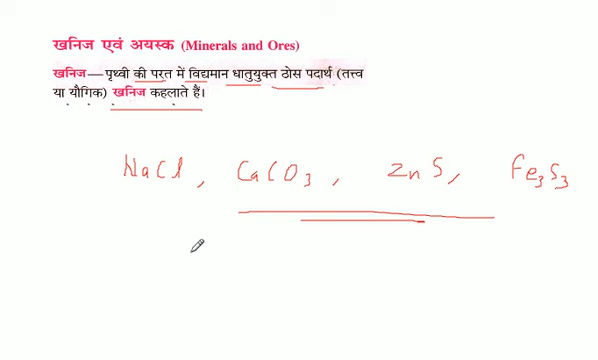 खनिज एवं अयस्क (Minerals and Ores)
खनिज—पृथ्वी की परत में विद्यमान धातुयुक्त ठोस पदार्थ (तत्त्व
या यौगिक) खनिज कहलाते हैं।
NaCl, CaCO3, ZnS, Fe3S3